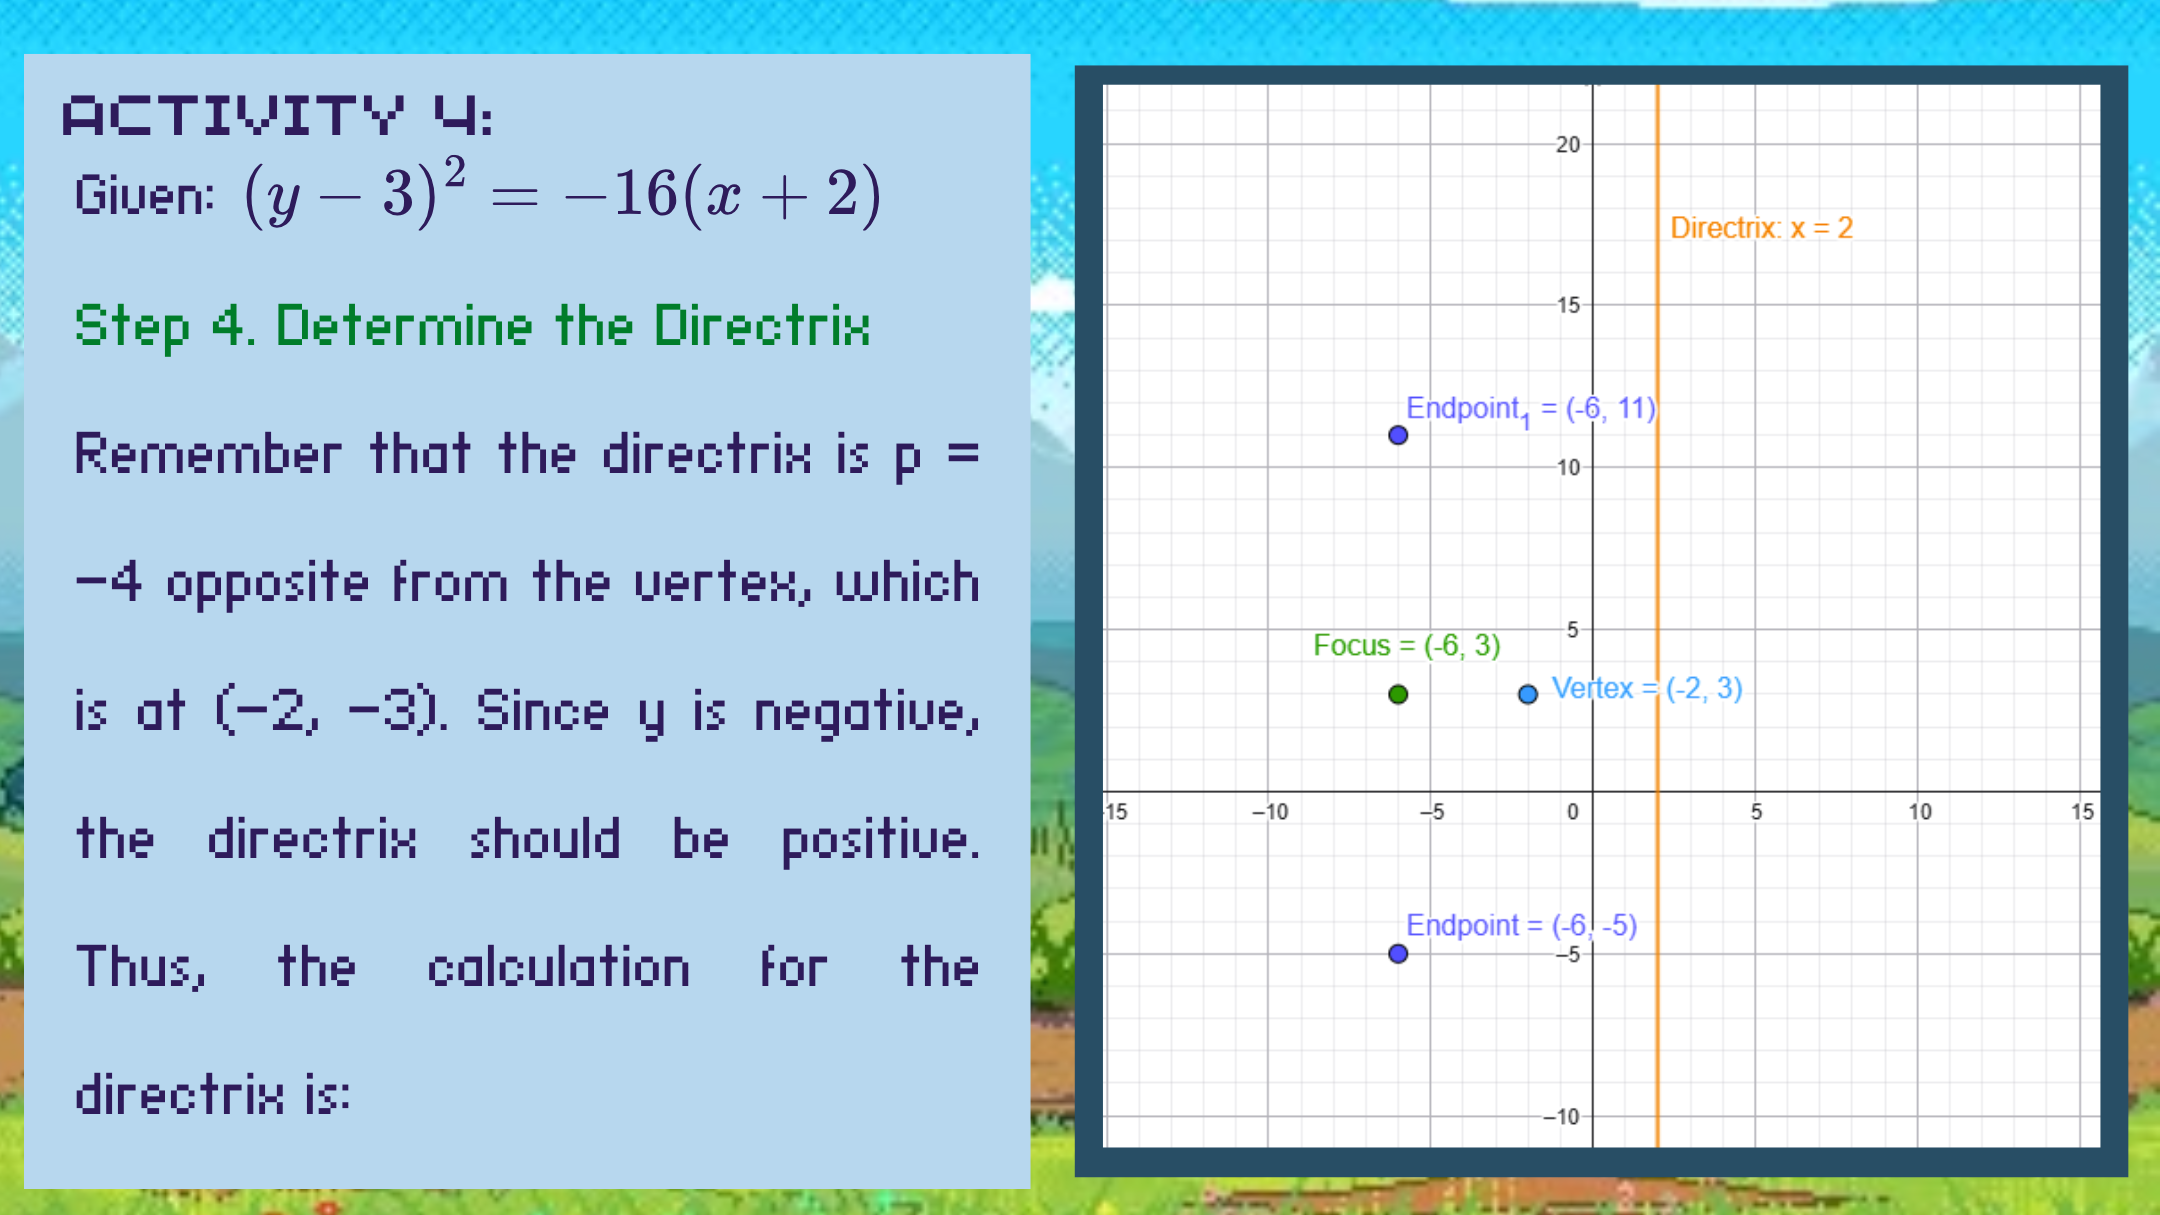 ACTIVITY 4:
Given: (y − 3)² = −16(x + 2)
Step 4. Determine the Directrix
Remember that the directrix is p =
−4 opposite from the vertex, which
is at (−2, −3). Since y is negative,
the directrix should be positive.
Thus, the calculation for the
directrix is:
20
Directrix: x = 2
15
Endpoint₁ = (-6, 11)
10
5
Focus = (-6, 3)
Vertex = (-2, 3)
15 −10 −5 0 5 10 15
Endpoint = (-6, -5)
−5
−10